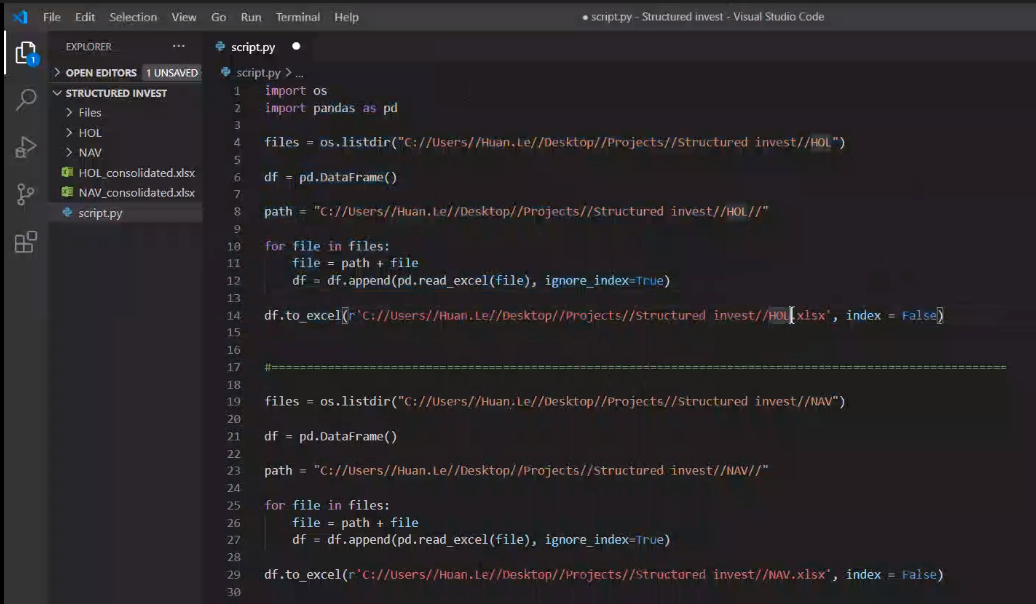 File Edit Selection View Go Run Terminal Help
● script.py - Structured invest - Visual Studio Code
EXPLORER ...
script.py ●
1
OPEN EDITORS 1 UNSAVED
script.py > ...
STRUCTURED INVEST
Files
HOL
NAV
HOL_consolidated.xlsx
NAV_consolidated.xlsx
script.py
1 import os
2 import pandas as pd
3
4 files = os.listdir("C://Users//Huan.Le//Desktop//Projects//Structured invest//HOL")
5
6 df = pd.DataFrame()
7
8 path = "C://Users//Huan.Le//Desktop//Projects//Structured invest//HOL//"
9
10 for file in files:
11 file = path + file
12 df = df.append(pd.read_excel(file), ignore_index=True)
13
14 df.to_excel(r'C://Users//Huan.Le//Desktop//Projects//Structured invest//HOL.xlsx', index = False)
15
16
17 #=========================================================================================================
18
19 files = os.listdir("C://Users//Huan.Le//Desktop//Projects//Structured invest//NAV")
20
21 df = pd.DataFrame()
22
23 path = "C://Users//Huan.Le//Desktop//Projects//Structured invest//NAV//"
24
25 for file in files:
26 file = path + file
27 df = df.append(pd.read_excel(file), ignore_index=True)
28
29 df.to_excel(r'C://Users//Huan.Le//Desktop//Projects//Structured invest//NAV.xlsx', index = False)
30